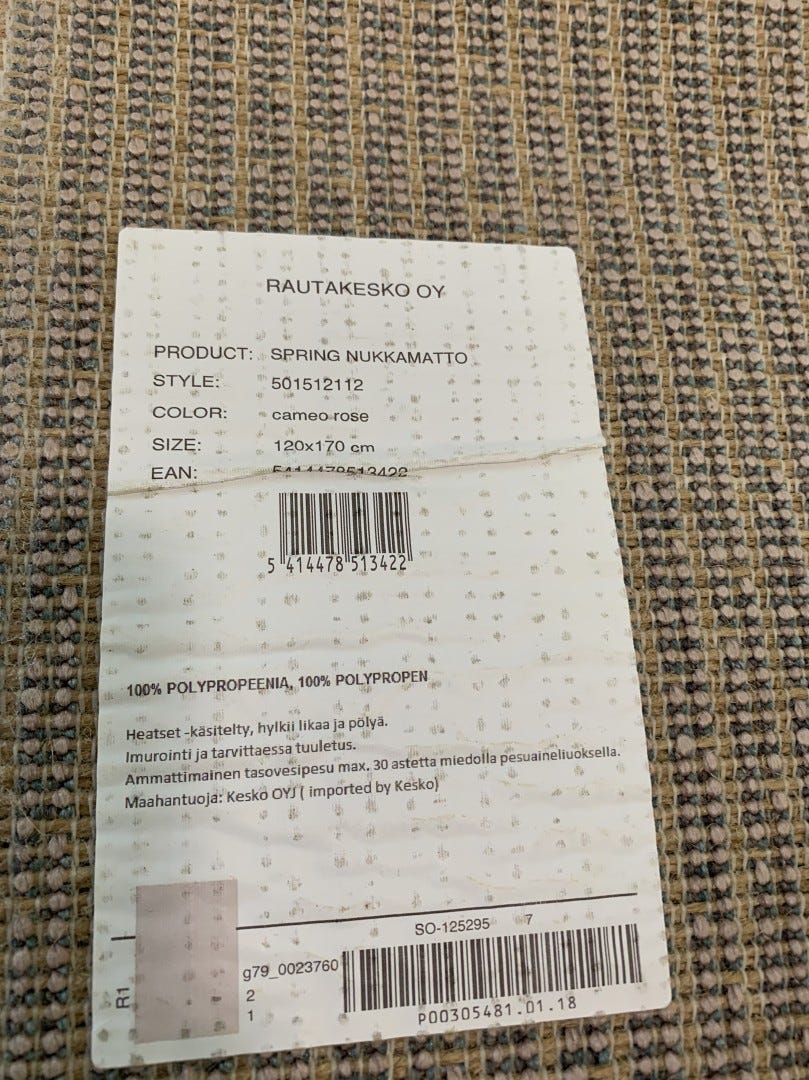 RAUTAKESKO OY
PRODUCT: SPRING NUKKAMATTO
STYLE: 501512112
COLOR: cameo rose
SIZE: 120x170 cm
EAN: 5414478513422
5 414478 513422
100% POLYPROPEENIA, 100% POLYPROPEN
Heatset -käsitelty, hylkii likaa ja pölyä.
Imurointi ja tarvittaessa tuuletus.
Ammattimainen tasovesipesu max. 30 astetta miedolla pesuaineliuoksella.
Maahantuoja: Kesko OYJ ( imported by Kesko)
SO-125295 7
R1
g79_0023760
2
1
P00305481.01.18